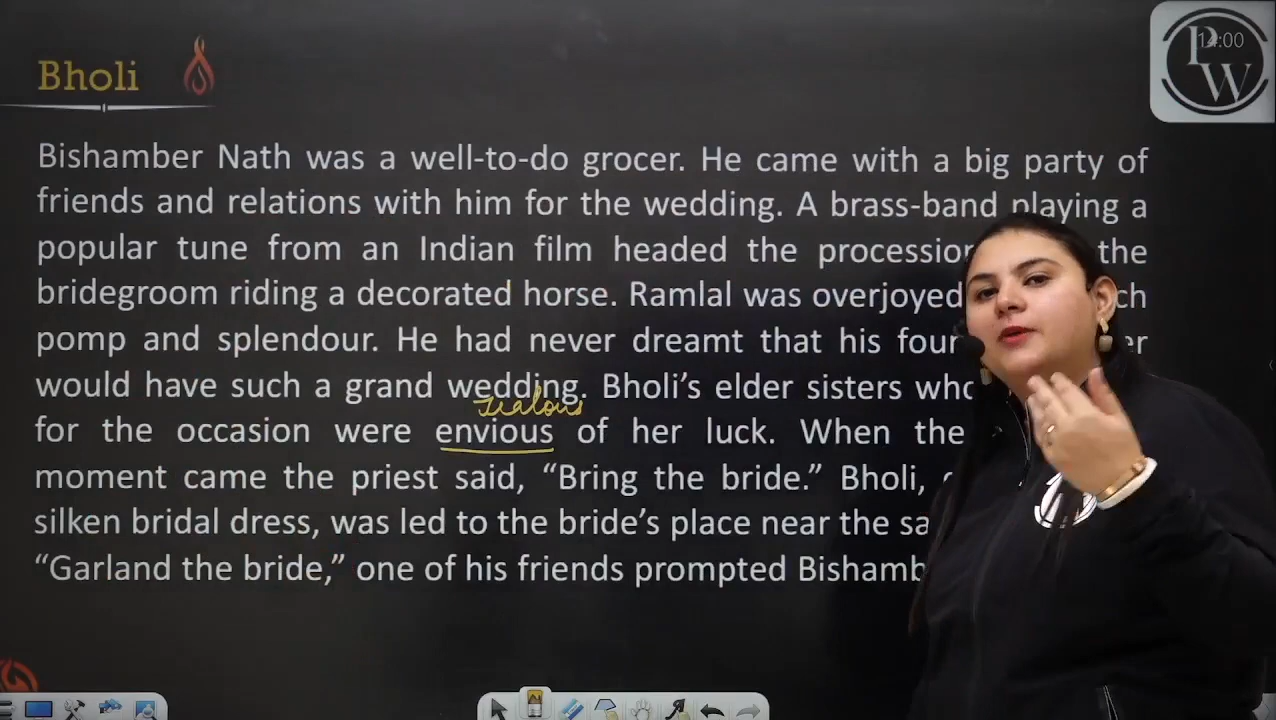 Bholi
14:00
PW
Bishamber Nath was a well-to-do grocer. He came with a big party of
friends and relations with him for the wedding. A brass-band playing a
popular tune from an Indian film headed the procession the
bridegroom riding a decorated horse. Ramlal was overjoyed ch
pomp and splendour. He had never dreamt that his four er
would have such a grand wedding. Bholi’s elder sisters who
jealous
for the occasion were envious of her luck. When the
moment came the priest said, “Bring the bride.” Bholi,
silken bridal dress, was led to the bride’s place near the sa
“Garland the bride,” one of his friends prompted Bishamb